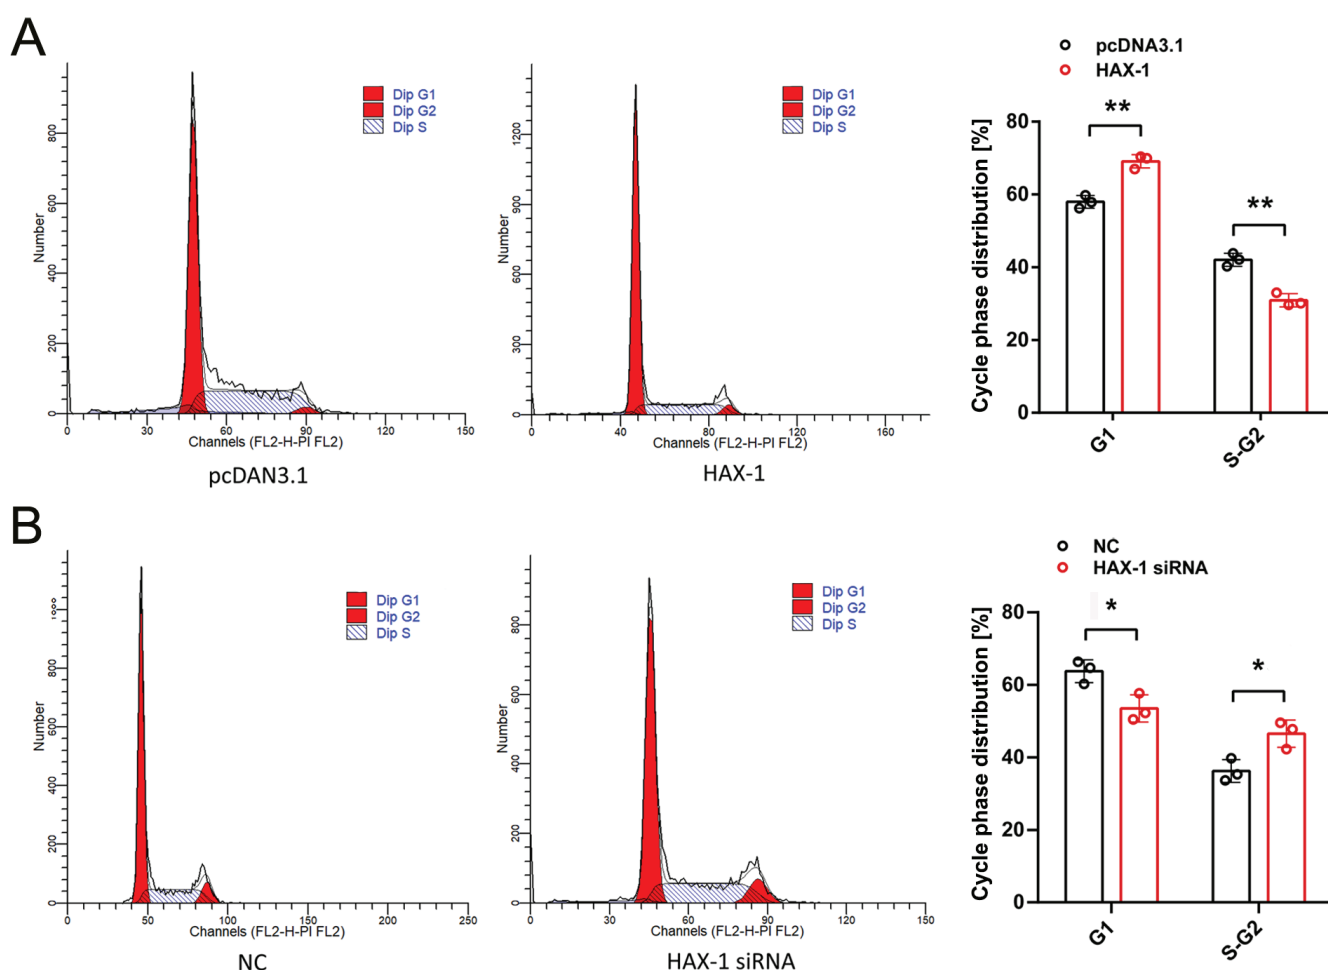 A
Number
800
600
400
200
0
0 30 60 90 120 150
Channels (FL2-H-PI FL2)
pcDAN3.1
Dip G1
Dip G2
Dip S
Number
1200
900
600
300
0
0 40 80 120 160
Channels (FL2-H-PI FL2)
HAX-1
Dip G1
Dip G2
Dip S
pcDNA3.1
HAX-1
Cycle phase distribution [%]
80
60
40
20
0
**
**
G1
S-G2
B
Number
800
600
400
200
0
0 50 100 150 200 250
Channels (FL2-H-PI FL2)
NC
Dip G1
Dip G2
Dip S
Number
800
600
400
200
0
0 30 60 90 120 150
Channels (FL2-H-PI FL2)
HAX-1 siRNA
Dip G1
Dip G2
Dip S
NC
HAX-1 siRNA
Cycle phase distribution [%]
80
60
40
20
0
*
*
G1
S-G2